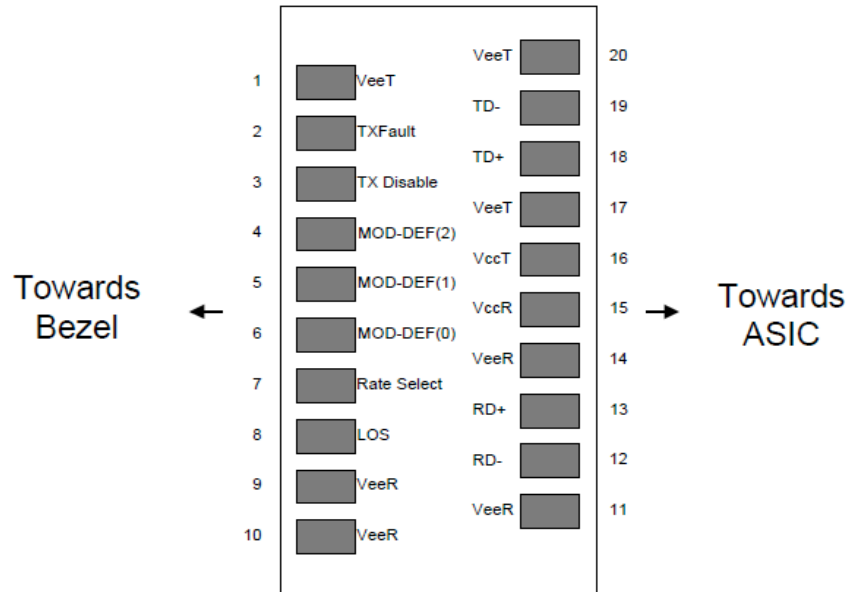 Towards
Bezel
1 VeeT
2 TXFault
3 TX Disable
4 MOD-DEF(2)
5 MOD-DEF(1)
6 MOD-DEF(0)
7 Rate Select
8 LOS
9 VeeR
10 VeeR
VeeT 20
TD- 19
TD+ 18
VeeT 17
VccT 16
VccR 15
VeeR 14
RD+ 13
RD- 12
VeeR 11
Towards
ASIC